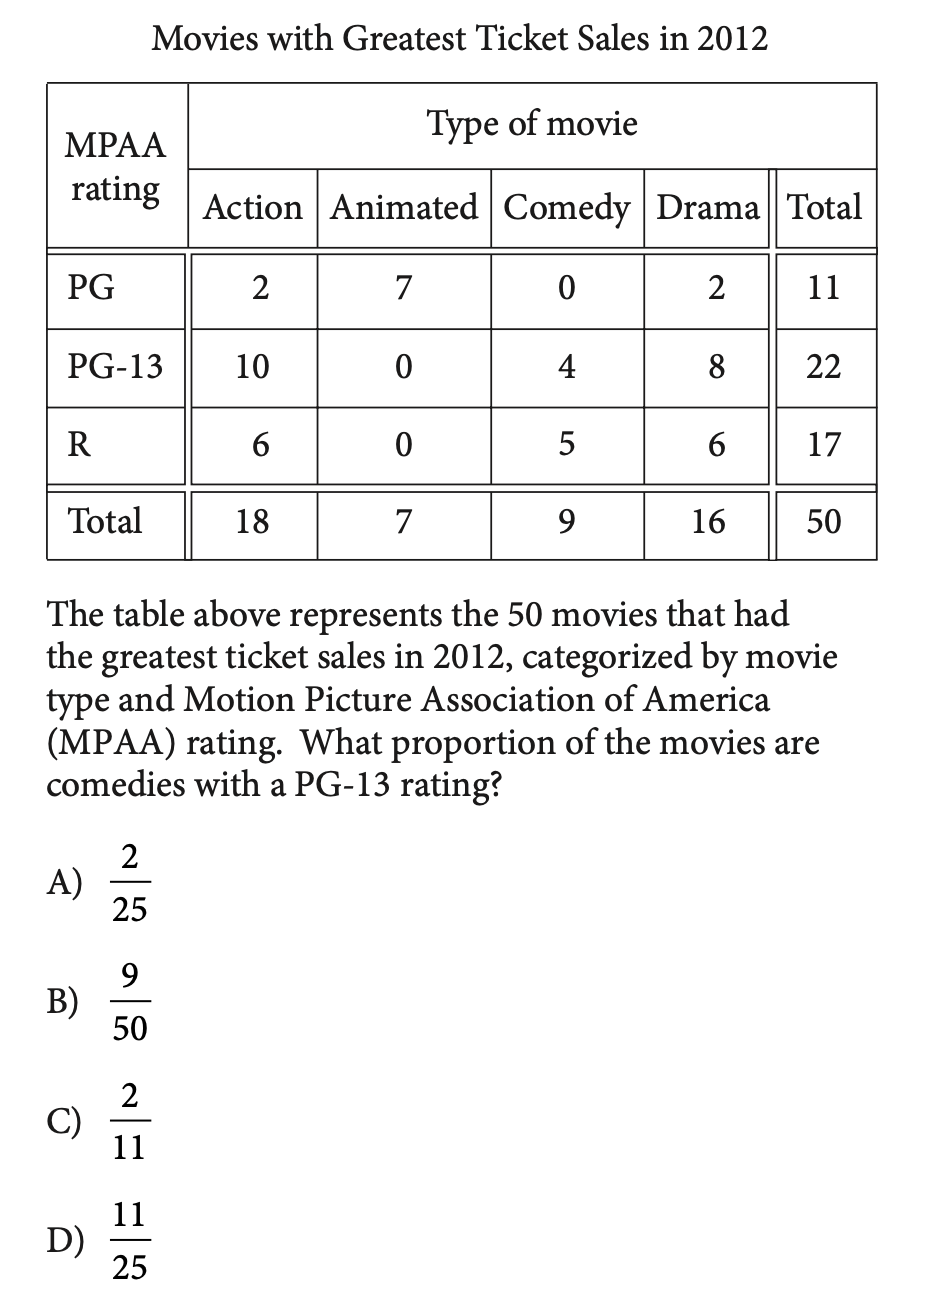 Movies with Greatest Ticket Sales in 2012
MPAA rating
Type of movie
Action Animated Comedy Drama Total
PG 2 7 0 2 11
PG-13 10 0 4 8 22
R 6 0 5 6 17
Total 18 7 9 16 50
The table above represents the 50 movies that had
the greatest ticket sales in 2012, categorized by movie
type and Motion Picture Association of America
(MPAA) rating. What proportion of the movies are
comedies with a PG-13 rating?
A) 2/25
B) 9/50
C) 2/11
D) 11/25